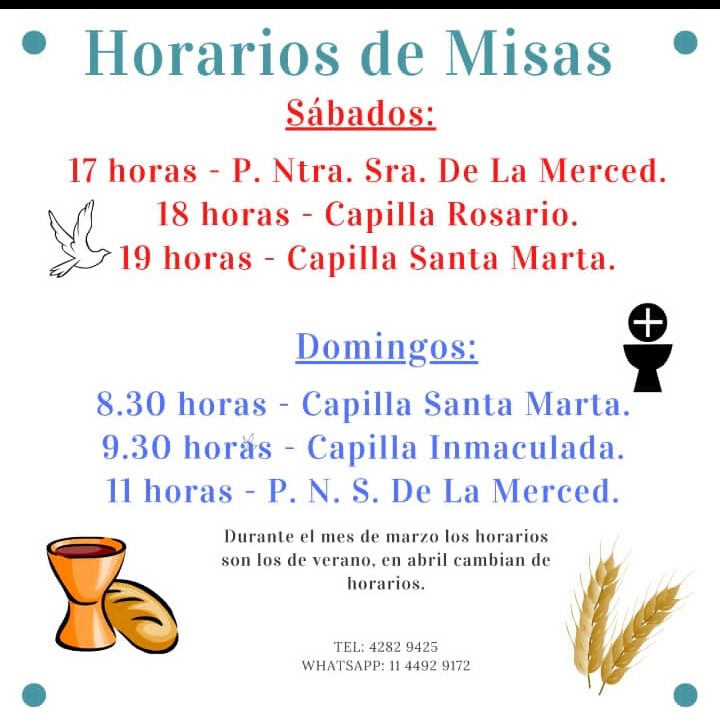 Horarios de Misas
Sábados:
17 horas - P. Ntra. Sra. De La Merced.
18 horas - Capilla Rosario.
19 horas - Capilla Santa Marta.
Domingos:
8.30 horas - Capilla Santa Marta.
9.30 horas - Capilla Inmaculada.
11 horas - P. N. S. De La Merced.
Durante el mes de marzo los horarios
son los de verano, en abril cambian de
horarios.
TEL: 4282 9425
WHATSAPP: 11 4492 9172